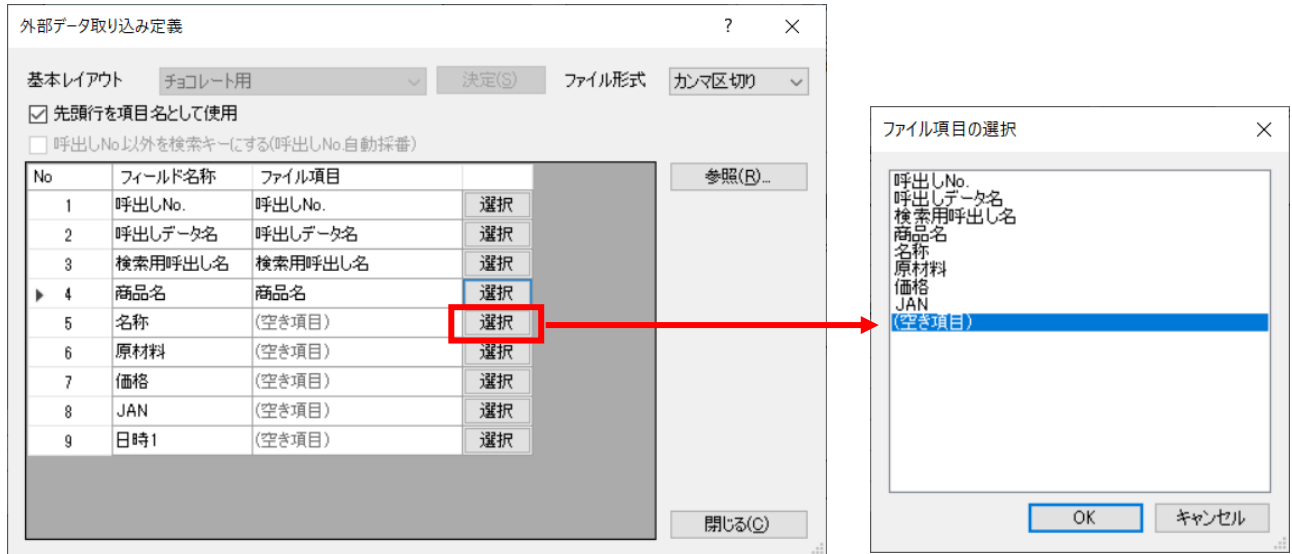 外部データ取り込み定義 ?
基本レイアウト チョコレート用 決定(S) ファイル形式 カンマ区切り
先頭行を項目名として使用
呼出しNo.以外を検索キーにする(呼出しNo.自動採番)
No フィールド名称 ファイル項目 参照(R)...
1 呼出しNo. 呼出しNo. 選択
2 呼出しデータ名 呼出しデータ名 選択
3 検索用呼出し名 検索用呼出し名 選択
4 商品名 商品名 選択
5 名称 (空き項目) 選択
6 原材料 (空き項目) 選択
7 価格 (空き項目) 選択
8 JAN (空き項目) 選択
9 日時1 (空き項目) 選択
閉じる(C)
ファイル項目の選択
呼出しNo.
呼出しデータ名
検索用呼出し名
商品名
名称
原材料
価格
JAN
(空き項目)
OK キャンセル